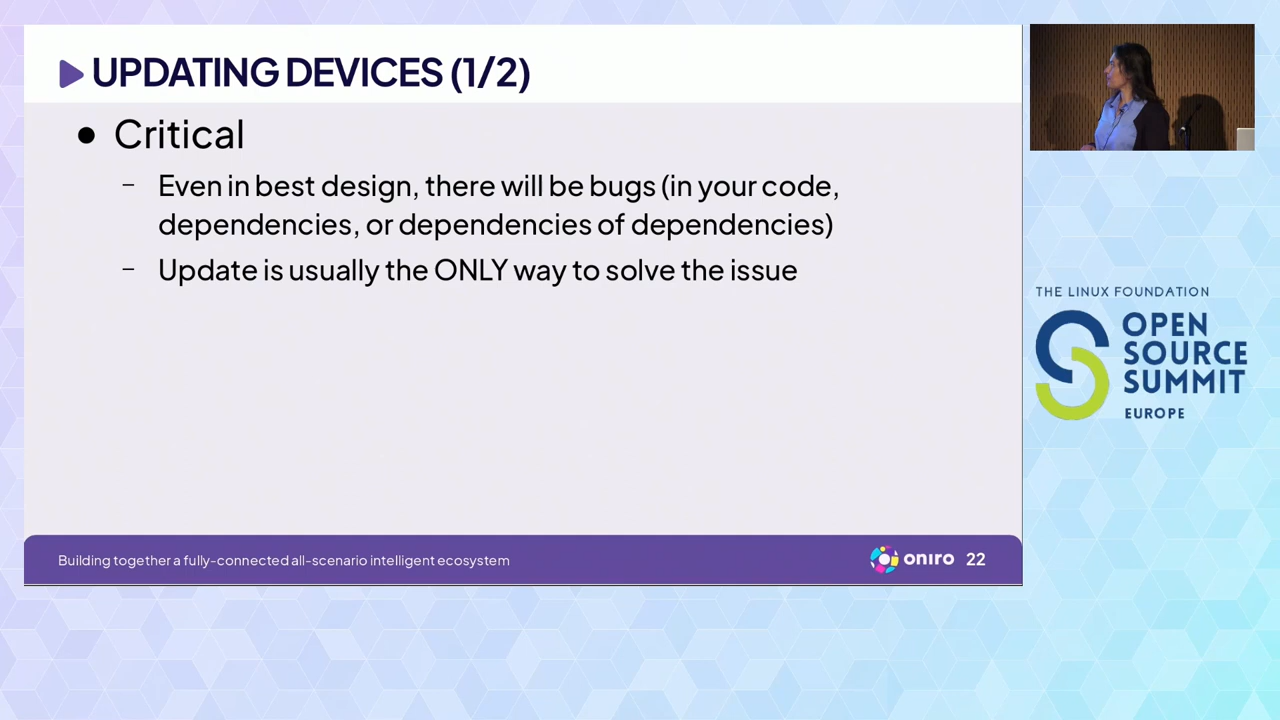 UPDATING DEVICES (1/2)
● Critical
– Even in best design, there will be bugs (in your code,
dependencies, or dependencies of dependencies)
– Update is usually the ONLY way to solve the issue
Building together a fully-connected all-scenario intelligent ecosystem
oniro 22
THE LINUX FOUNDATION
OPEN
SOURCE
SUMMIT
EUROPE